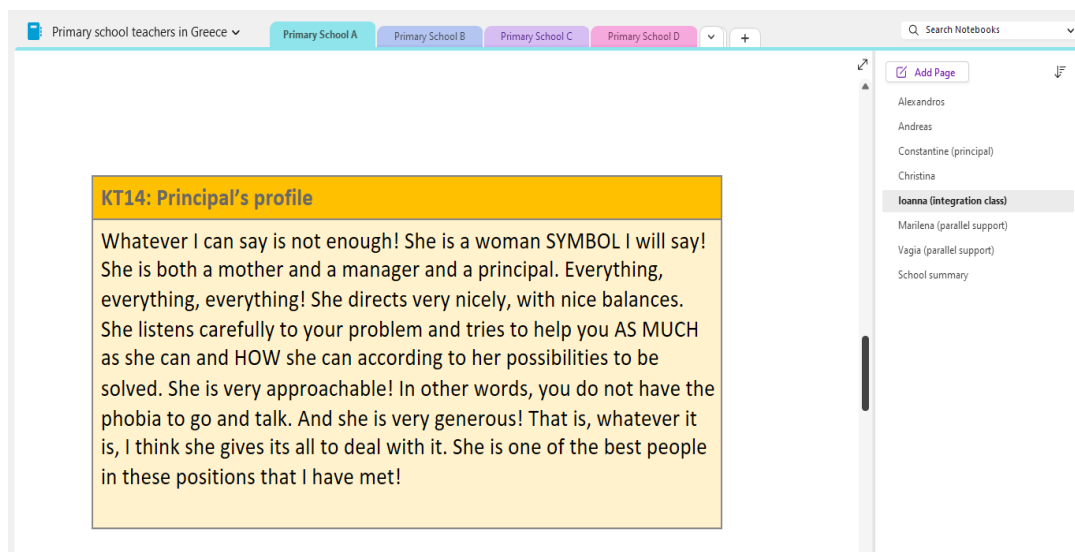 Primary school teachers in Greece
Primary School A
Primary School B
Primary School C
Primary School D
+
Search Notebooks
Add Page
Alexandros
Andreas
Constantine (principal)
Christina
Ioanna (integration class)
Marilena (parallel support)
Vagia (parallel support)
School summary
KT14: Principal's profile
Whatever I can say is not enough! She is a woman SYMBOL I will say!
She is both a mother and a manager and a principal. Everything,
everything, everything! She directs very nicely, with nice balances.
She listens carefully to your problem and tries to help you AS MUCH
as she can and HOW she can according to her possibilities to be
solved. She is very approachable! In other words, you do not have the
phobia to go and talk. And she is very generous! That is, whatever it
is, I think she gives its all to deal with it. She is one of the best people
in these positions that I have met!